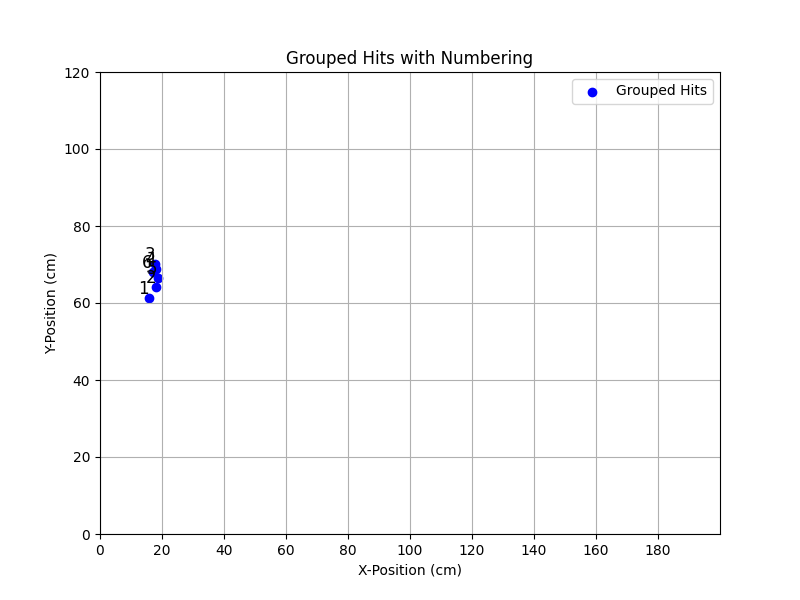 Grouped Hits with Numbering
Grouped Hits
120
100
80
60
40
20
0
Y-Position (cm)
3
6
2
1
0 20 40 60 80 100 120 140 160 180
X-Position (cm)